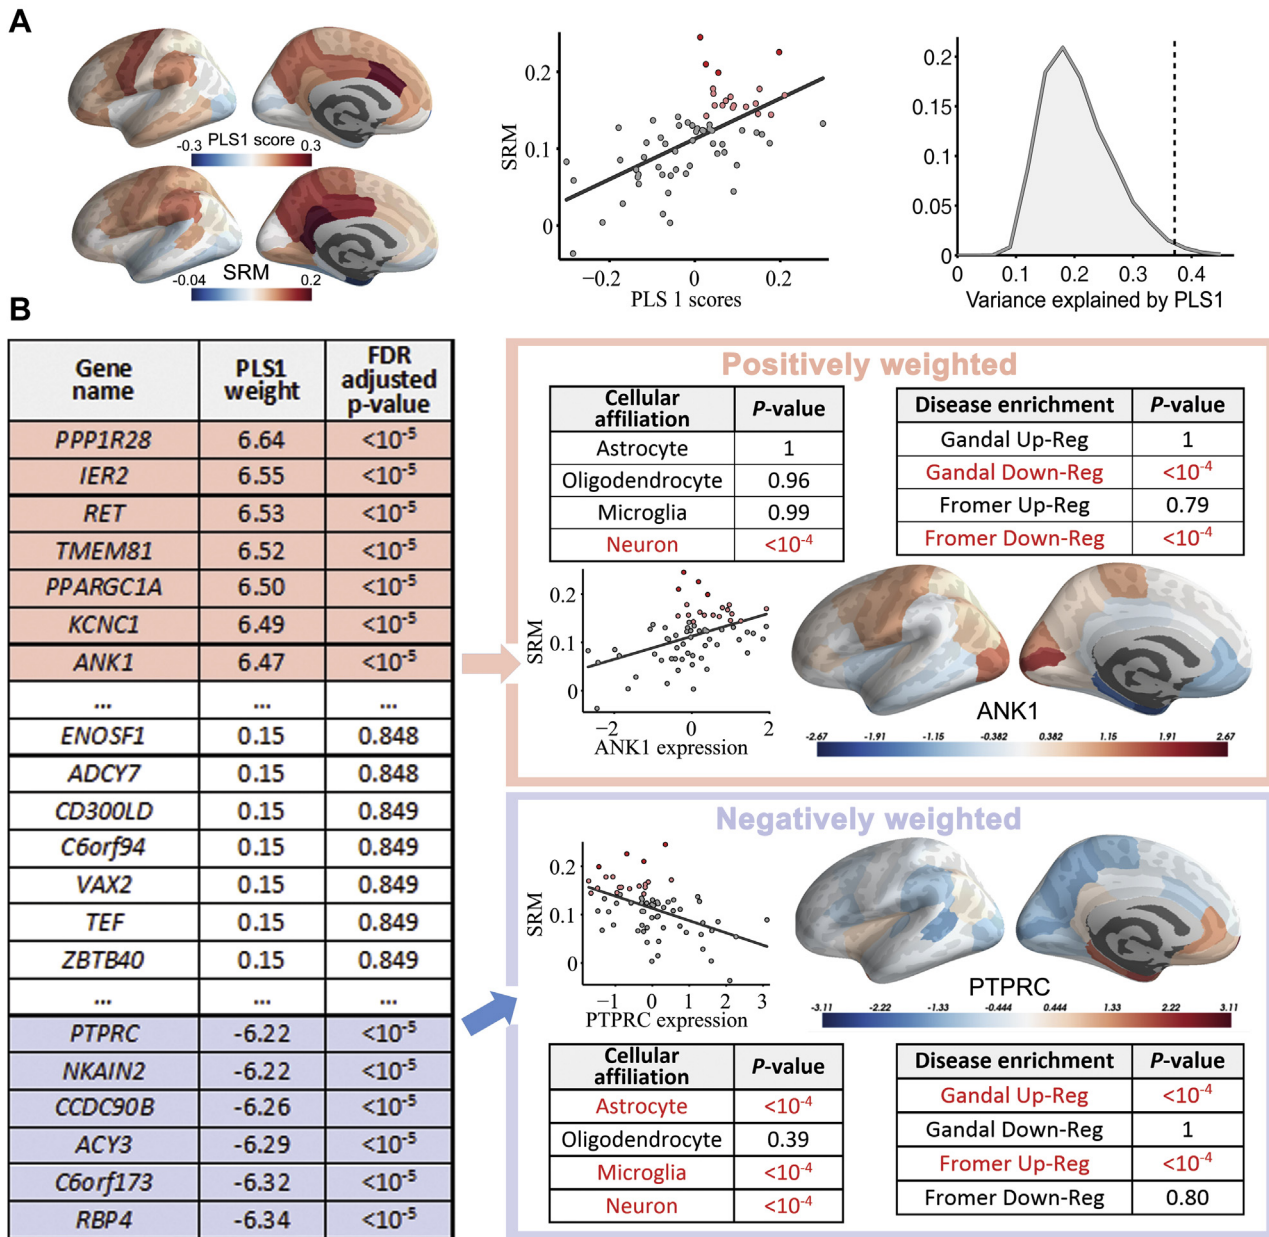 A
-0.3 PLS1 score 0.3
-0.04 SRM 0.2
SRM
0.2
0.1
0
−0.2 0 0.2
PLS 1 scores
0.2
0.15
0.1
0.05
0
0 0.1 0.2 0.3 0.4
Variance explained by PLS1
B
Gene name PLS1 weight FDR adjusted p-value
PPP1R28 6.64 <10-5
IER2 6.55 <10-5
RET 6.53 <10-5
TMEM81 6.52 <10-5
PPARGC1A 6.50 <10-5
KCNC1 6.49 <10-5
ANK1 6.47 <10-5
... ... ...
ENOSF1 0.15 0.848
ADCY7 0.15 0.848
CD300LD 0.15 0.849
C6orf94 0.15 0.849
VAX2 0.15 0.849
TEF 0.15 0.849
ZBTB40 0.15 0.849
... ... ...
PTPRC -6.22 <10-5
NKAIN2 -6.22 <10-5
CCDC90B -6.26 <10-5
ACY3 -6.29 <10-5
C6orf173 -6.32 <10-5
RBP4 -6.34 <10-5
Positively weighted
Cellular affiliation P-value
Astrocyte 1
Oligodendrocyte 0.96
Microglia 0.99
Neuron <10-4
Disease enrichment P-value
Gandal Up-Reg 1
Gandal Down-Reg <10-4
Fromer Up-Reg 0.79
Fromer Down-Reg <10-4
SRM
0.2
0.1
0
−2 0 2
ANK1 expression
ANK1
-2.67 -1.91 -1.15 -0.382 0.382 1.15 1.91 2.67
Negatively weighted
SRM
0.2
0.1
0
−1 0 1 2 3
PTPRC expression
PTPRC
-3.11 -2.22 -1.33 -0.444 0.444 1.33 2.22 3.11
Cellular affiliation P-value
Astrocyte <10-4
Oligodendrocyte 0.39
Microglia <10-4
Neuron <10-4
Disease enrichment P-value
Gandal Up-Reg <10-4
Gandal Down-Reg 1
Fromer Up-Reg <10-4
Fromer Down-Reg 0.80